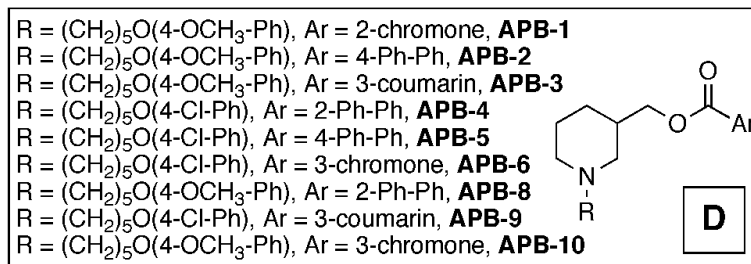 R = (CH₂)₅O(4-OCH₃-Ph), Ar = 2-chromone, APB-1
R = (CH₂)₅O(4-OCH₃-Ph), Ar = 4-Ph-Ph, APB-2
R = (CH₂)₅O(4-OCH₃-Ph), Ar = 3-coumarin, APB-3
R = (CH₂)₅O(4-Cl-Ph), Ar = 2-Ph-Ph, APB-4
R = (CH₂)₅O(4-Cl-Ph), Ar = 4-Ph-Ph, APB-5
R = (CH₂)₅O(4-Cl-Ph), Ar = 3-chromone, APB-6
R = (CH₂)₅O(4-OCH₃-Ph), Ar = 2-Ph-Ph, APB-8
R = (CH₂)₅O(4-Cl-Ph), Ar = 3-coumarin, APB-9
R = (CH₂)₅O(4-OCH₃-Ph), Ar = 3-chromone, APB-10
O
O
Ar
N
R
D